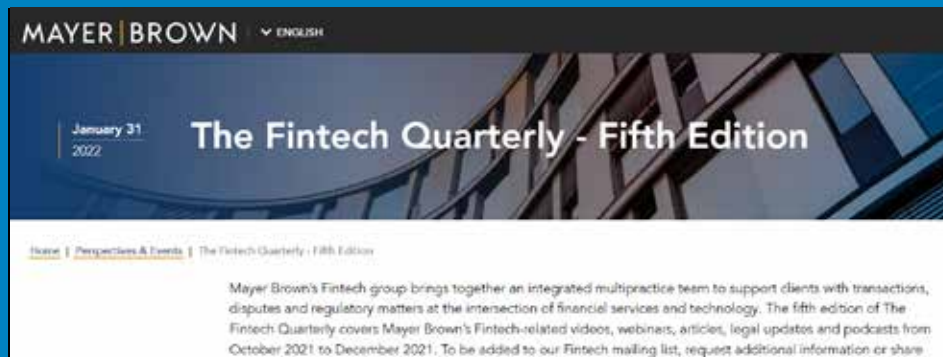 MAYER | BROWN ENGLISH
January 31
2022
The Fintech Quarterly - Fifth Edition
Home | Perspectives & Events | The Fintech Quarterly - Fifth Edition
Mayer Brown's Fintech group brings together an integrated multipractice team to support clients with transactions,
disputes and regulatory matters at the intersection of financial services and technology. The fifth edition of The
Fintech Quarterly covers Mayer Brown's Fintech-related videos, webinars, articles, legal updates and podcasts from
October 2021 to December 2021. To be added to our Fintech mailing list, request additional information or share